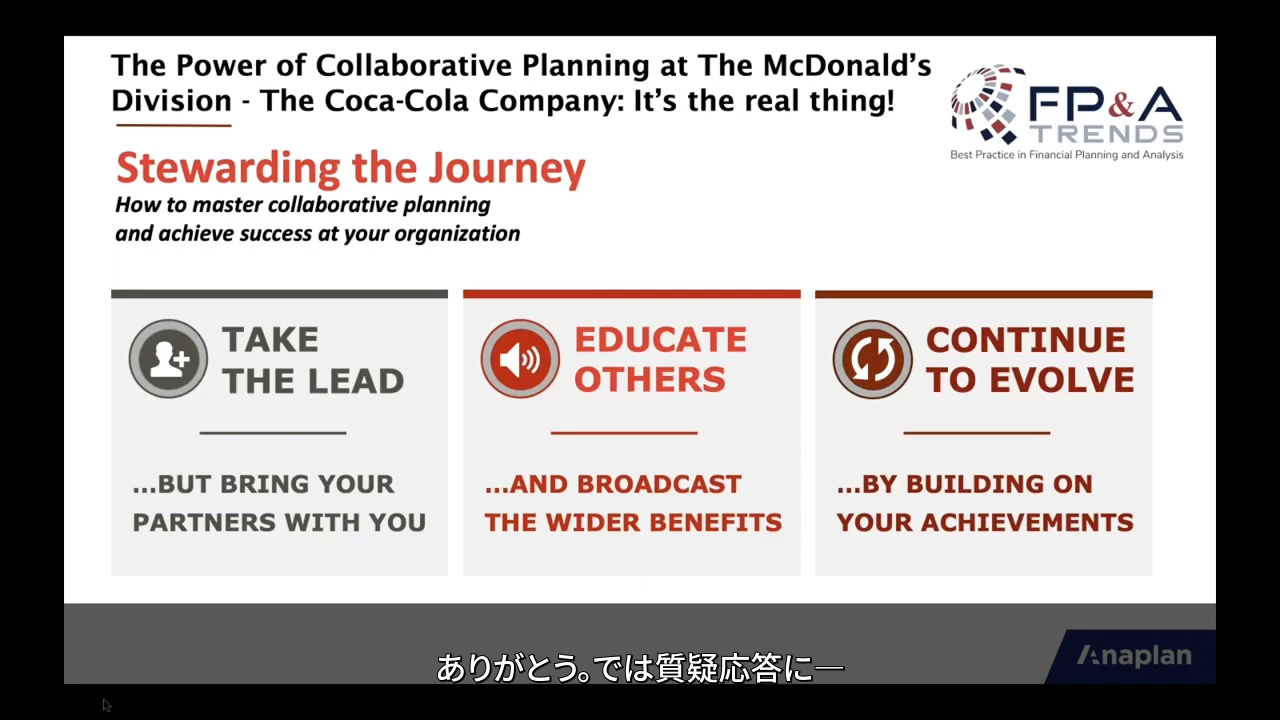 The Power of Collaborative Planning at The McDonald's
Division - The Coca-Cola Company: It's the real thing!
FP&A
TRENDS
Best Practice in Financial Planning and Analysis
Stewarding the Journey
How to master collaborative planning
and achieve success at your organization
TAKE
THE LEAD
...BUT BRING YOUR
PARTNERS WITH YOU
EDUCATE
OTHERS
...AND BROADCAST
THE WIDER BENEFITS
CONTINUE
TO EVOLVE
...BY BUILDING ON
YOUR ACHIEVEMENTS
Anaplan
ありがとう。では質疑応答に―